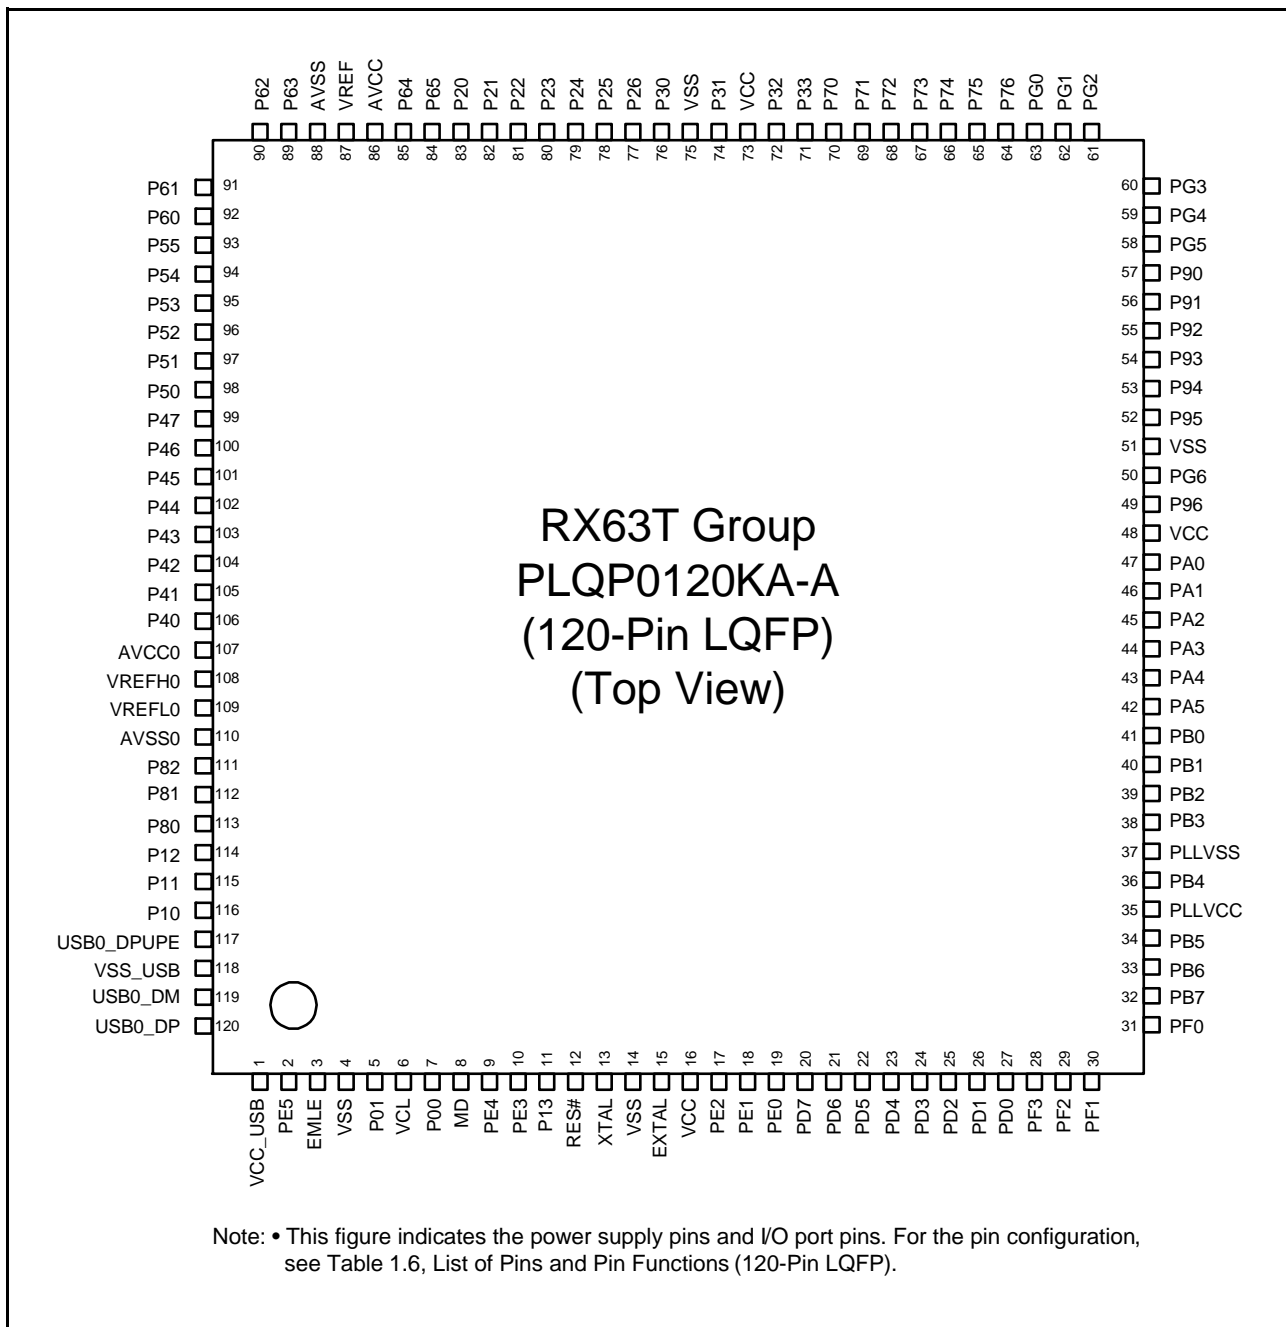 P62 P63 AVSS VREF AVCC P64 P65 P20 P21 P22 P23 P24 P25 P26 P30 VSS P31 VCC P32 P33 P70 P71 P72 P73 P74 P75 P76 PG0 PG1 PG2
90 89 88 87 86 85 84 83 82 81 80 79 78 77 76 75 74 73 72 71 70 69 68 67 66 65 64 63 62 61
P61 91
P60 92
P55 93
P54 94
P53 95
P52 96
P51 97
P50 98
P47 99
P46 100
P45 101
P44 102
P43 103
P42 104
P41 105
P40 106
AVCC0 107
VREFH0 108
VREFL0 109
AVSS0 110
P82 111
P81 112
P80 113
P12 114
P11 115
P10 116
USB0_DPUPE 117
VSS_USB 118
USB0_DM 119
USB0_DP 120
RX63T Group
PLQP0120KA-A
(120-Pin LQFP)
(Top View)
60 PG3
59 PG4
58 PG5
57 P90
56 P91
55 P92
54 P93
53 P94
52 P95
51 VSS
50 PG6
49 P96
48 VCC
47 PA0
46 PA1
45 PA2
44 PA3
43 PA4
42 PA5
41 PB0
40 PB1
39 PB2
38 PB3
37 PLLVSS
36 PB4
35 PLLVCC
34 PB5
33 PB6
32 PB7
31 PF0
1 2 3 4 5 6 7 8 9 10 11 12 13 14 15 16 17 18 19 20 21 22 23 24 25 26 27 28 29 30
VCC_USB PE5 EMLE VSS P01 VCL P00 MD PE4 PE3 P13 RES# XTAL VSS EXTAL VCC PE2 PE1 PE0 PD7 PD6 PD5 PD4 PD3 PD2 PD1 PD0 PF3 PF2 PF1
Note: • This figure indicates the power supply pins and I/O port pins. For the pin configuration,
see Table 1.6, List of Pins and Pin Functions (120-Pin LQFP).